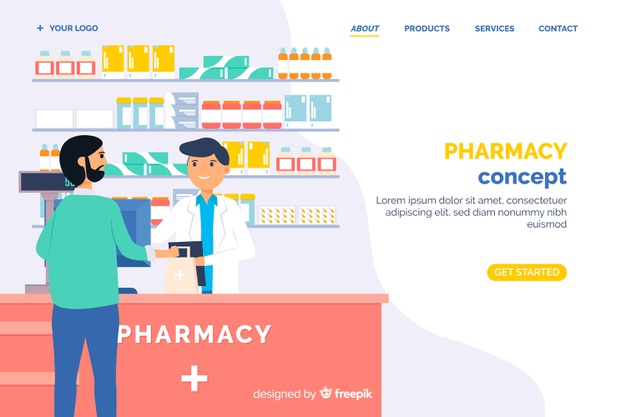 + YOUR LOGO
ABOUT PRODUCTS SERVICES CONTACT
PHARMACY
concept
Lorem ipsum dolor sit amet, consectetuer
adipiscing elit, sed diam nonummy nibh
euismod
GET STARTED
PHARMACY
designed by freepik